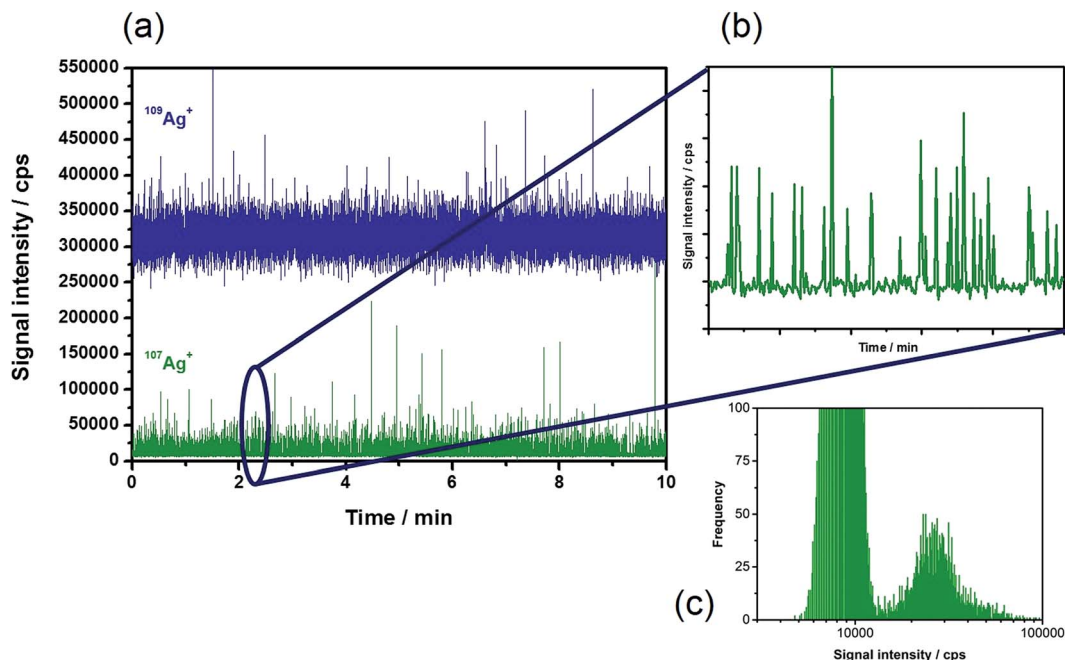 (a)
550000
500000
450000
400000
350000
300000
250000
200000
150000
100000
50000
0
Signal intensity / cps
109Ag+
107Ag+
0 2 4 6 8 10
Time / min
(b)
Signal intensity / cps
Time / min
(c)
100
75
50
25
0
Frequency
10000 100000
Signal intensity / cps